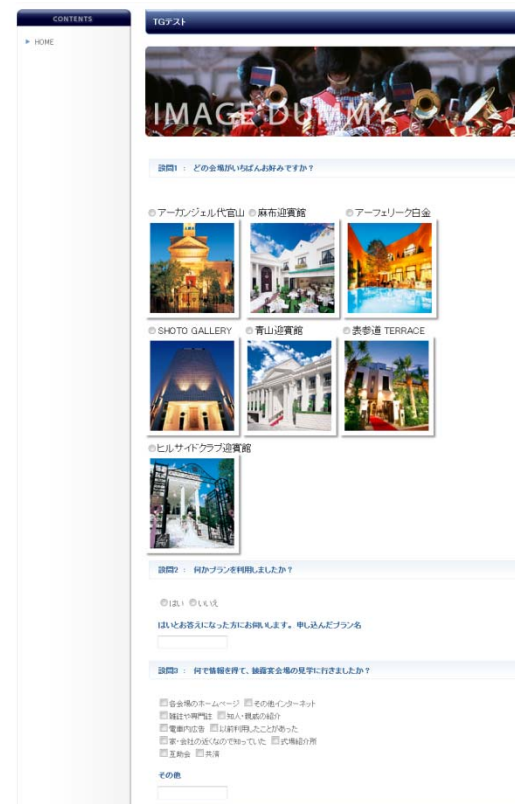 CONTENTS
HOME
TGテスト
IMAGE DUMMY
設問1 : どの会場がいちばんお好みですか?
アーカンジェル代官山 麻布迎賓館 アーフェリーク白金
SHOTO GALLERY 青山迎賓館 表参道 TERRACE
ヒルサイドクラブ迎賓館
設問2 : 何かプランを利用しましたか?
はい いいえ
はいとお答えになった方にお伺いします。申し込んだプラン名
設問3 : 何で情報を得て、披露宴会場の見学に行きましたか?
各会場のホームページ その他インターネット
雑誌や専門誌 知人・親戚の紹介
電車内広告 以前利用したことがあった
家・会社の近くなので知っていた 式場紹介所
互助会 共済
その他